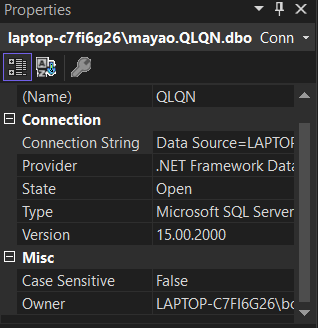 Properties
laptop-c7fi6g26\mayao.QLQN.dbo Conn
(Name) QLQN
Connection
Connection String Data Source=LAPTOP
Provider .NET Framework Data
State Open
Type Microsoft SQL Server
Version 15.00.2000
Misc
Case Sensitive False
Owner LAPTOP-C7FI6G26\bo